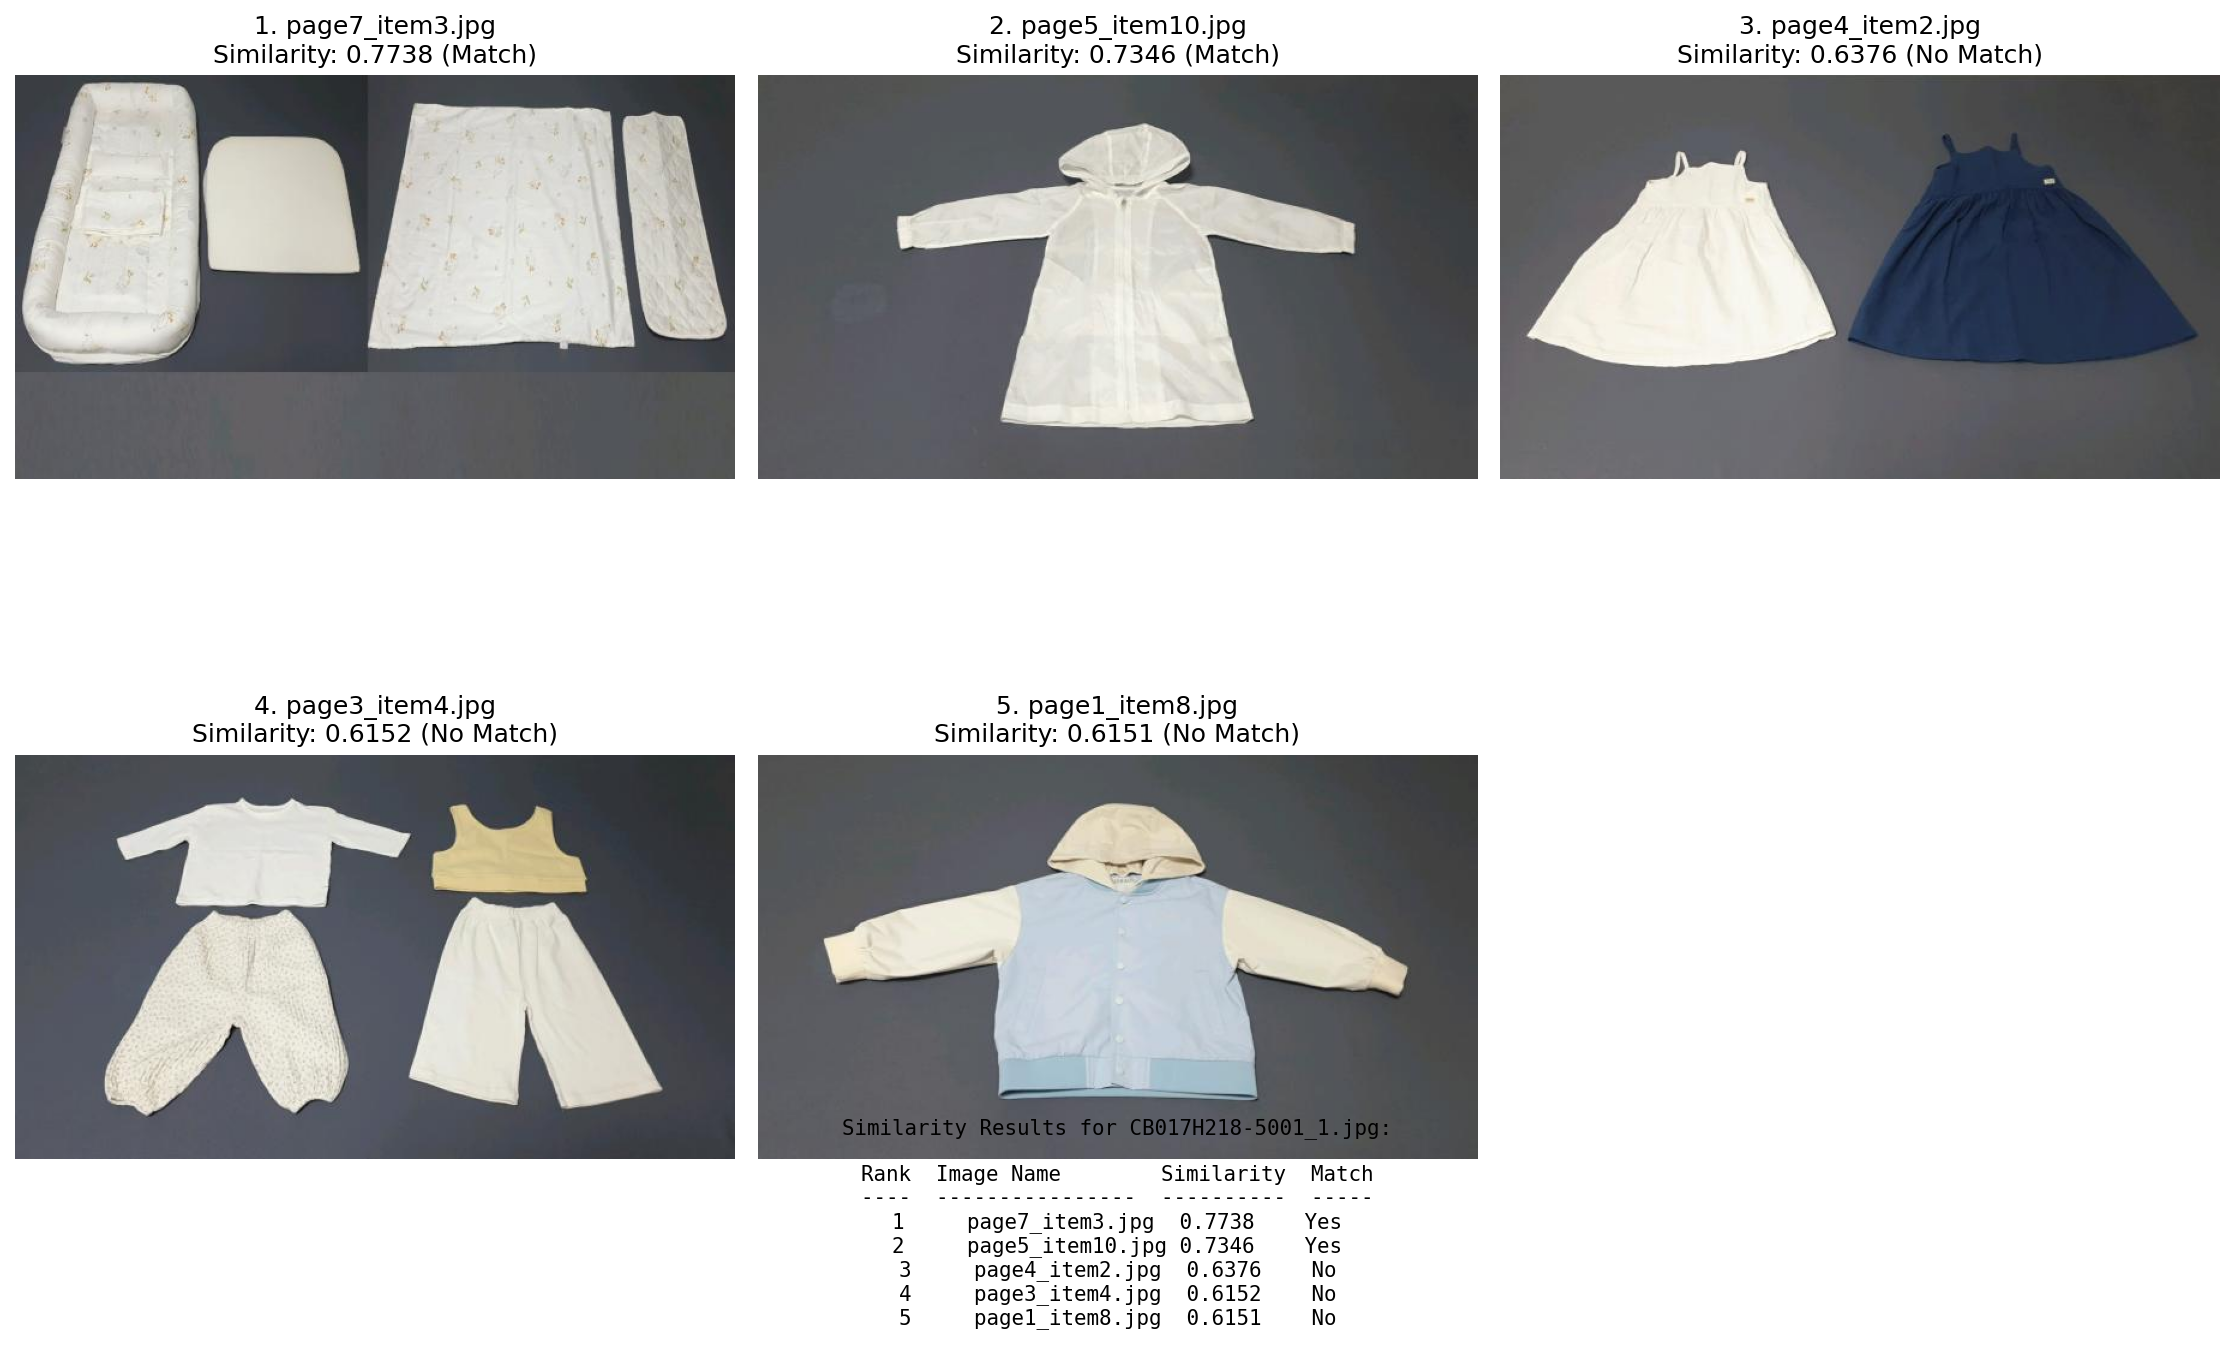 1. page7_item3.jpg
Similarity: 0.7738 (Match)
2. page5_item10.jpg
Similarity: 0.7346 (Match)
3. page4_item2.jpg
Similarity: 0.6376 (No Match)
4. page3_item4.jpg
Similarity: 0.6152 (No Match)
5. page1_item8.jpg
Similarity: 0.6151 (No Match)
Similarity Results for CB017H218-5001_1.jpg:
Rank  Image Name        Similarity  Match
----  ----------------  ----------  -----
1     page7_item3.jpg  0.7738    Yes
2     page5_item10.jpg 0.7346    Yes
3     page4_item2.jpg  0.6376    No
4     page3_item4.jpg  0.6152    No
5     page1_item8.jpg  0.6151    No